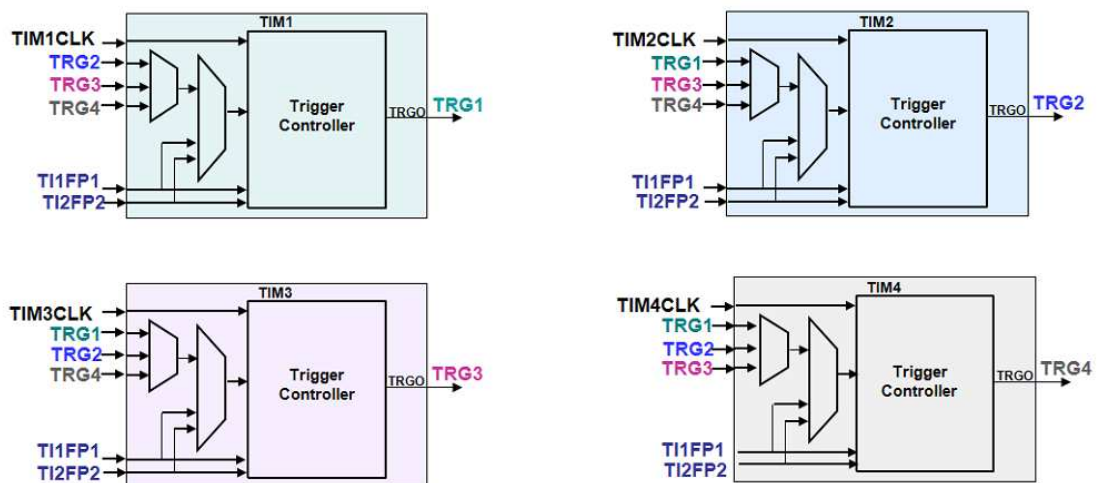 TIM1
TIM1CLK
TRG2
TRG3
TRG4
Trigger
Controller
TRGO
TRG1
TI1FP1
TI2FP2
TIM2
TIM2CLK
TRG1
TRG3
TRG4
Trigger
Controller
TRGO
TRG2
TI1FP1
TI2FP2
TIM3
TIM3CLK
TRG1
TRG2
TRG4
Trigger
Controller
TRGO
TRG3
TI1FP1
TI2FP2
TIM4
TIM4CLK
TRG1
TRG2
TRG3
Trigger
Controller
TRGO
TRG4
TI1FP1
TI2FP2